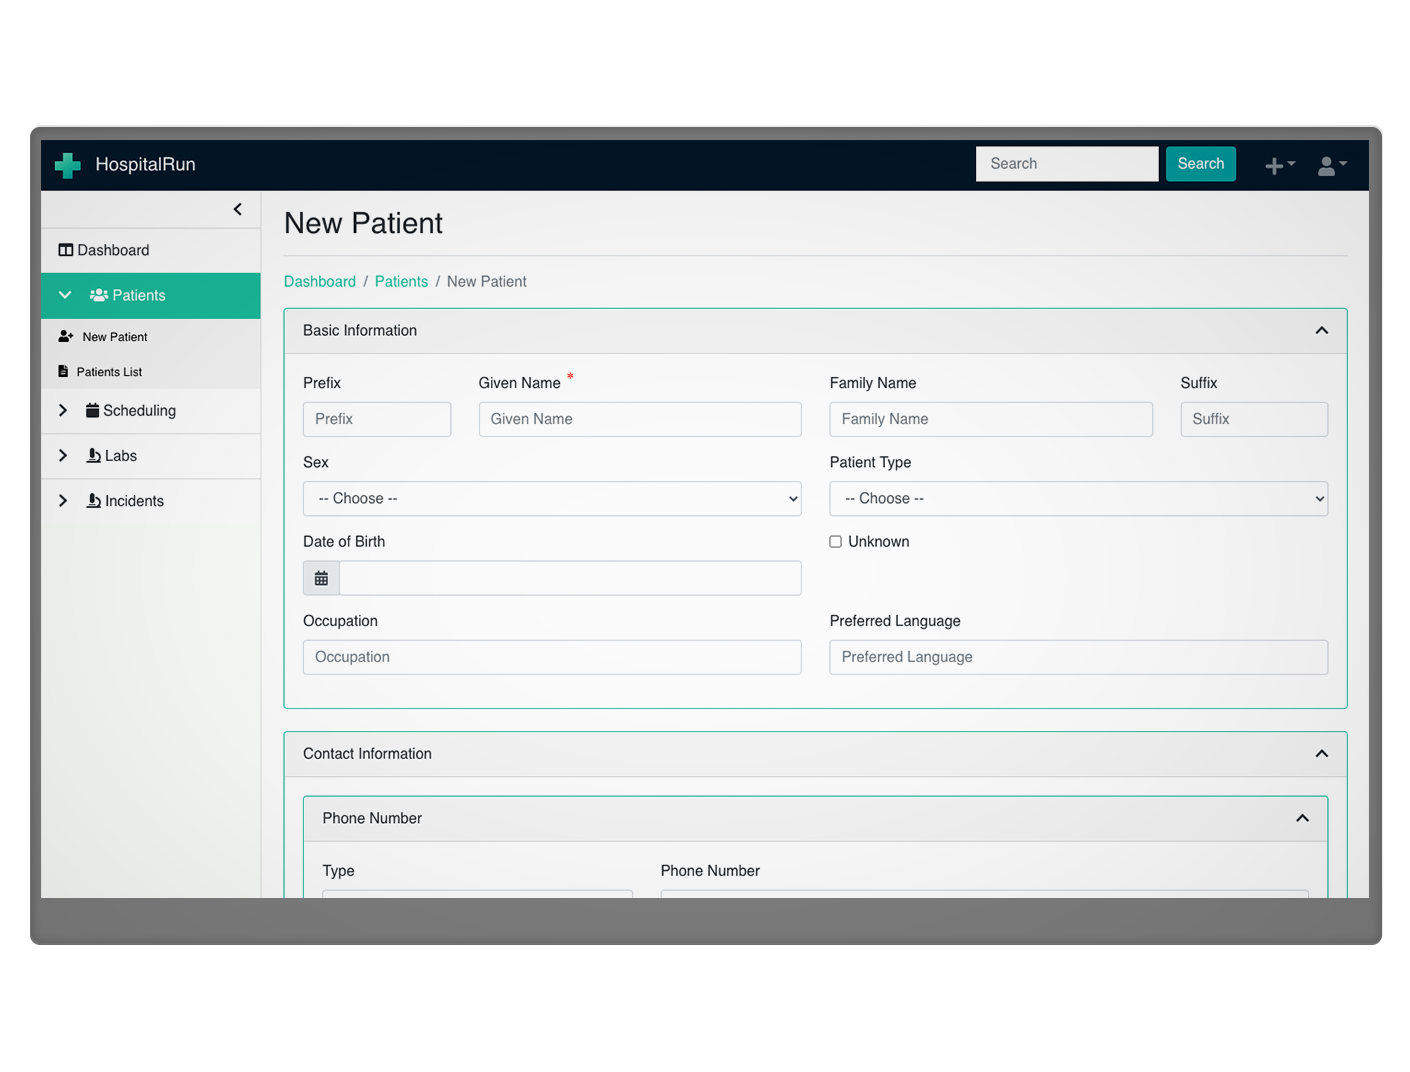 HospitalRun
Search
Search
New Patient
Dashboard
Dashboard / Patients / New Patient
Patients
New Patient
Patients List
Scheduling
Labs
Incidents
Basic Information
Prefix
Given Name *
Family Name
Suffix
Prefix
Given Name
Family Name
Suffix
Sex
Patient Type
-- Choose --
-- Choose --
Date of Birth
Unknown
Occupation
Preferred Language
Occupation
Preferred Language
Contact Information
Phone Number
Type
Phone Number